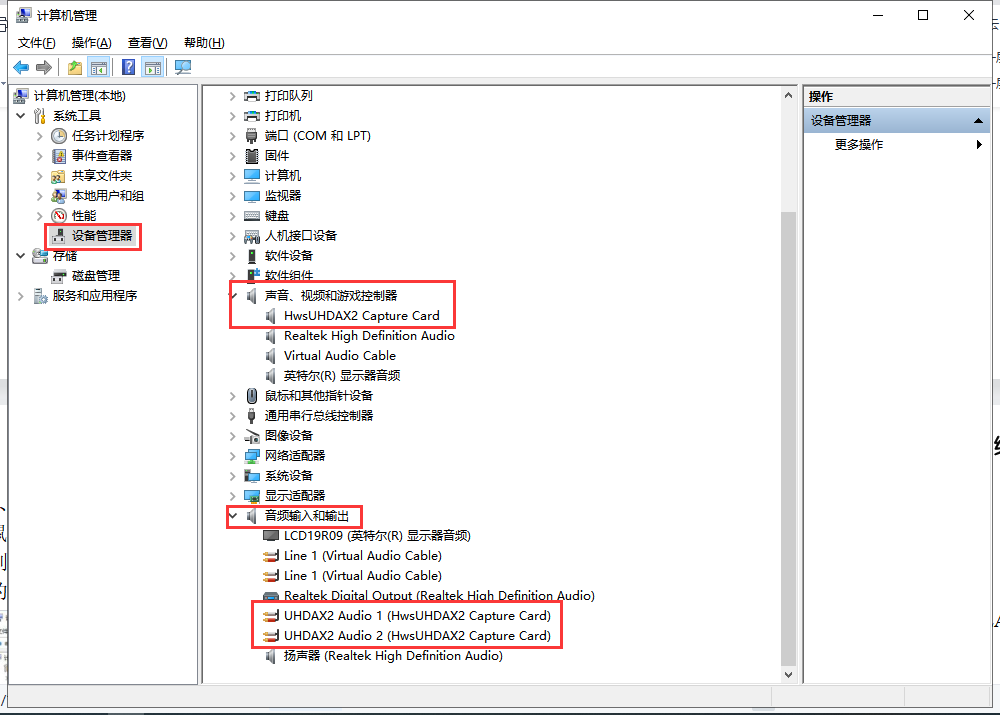 计算机管理
文件(F) 操作(A) 查看(V) 帮助(H)
计算机管理(本地)
系统工具
任务计划程序
事件查看器
共享文件夹
本地用户和组
性能
设备管理器
存储
磁盘管理
服务和应用程序
打印队列
打印机
端口 (COM 和 LPT)
固件
计算机
监视器
键盘
人机接口设备
软件设备
软件组件
声音、视频和游戏控制器
HwsUHDAX2 Capture Card
Realtek High Definition Audio
Virtual Audio Cable
英特尔(R) 显示器音频
鼠标和其他指针设备
通用串行总线控制器
图像设备
网络适配器
系统设备
显示适配器
音频输入和输出
LCD19R09 (英特尔(R) 显示器音频)
Line 1 (Virtual Audio Cable)
Line 1 (Virtual Audio Cable)
Realtek Digital Output (Realtek High Definition Audio)
UHDAX2 Audio 1 (HwsUHDAX2 Capture Card)
UHDAX2 Audio 2 (HwsUHDAX2 Capture Card)
扬声器 (Realtek High Definition Audio)
操作
设备管理器
更多操作